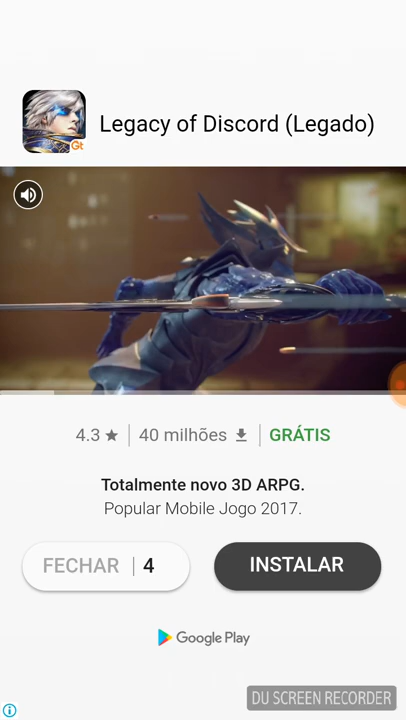 Legacy of Discord (Legado)
Gt
4.3 ★ | 40 milhões | GRÁTIS
Totalmente novo 3D ARPG.
Popular Mobile Jogo 2017.
FECHAR | 4
INSTALAR
Google Play
DU SCREEN RECORDER